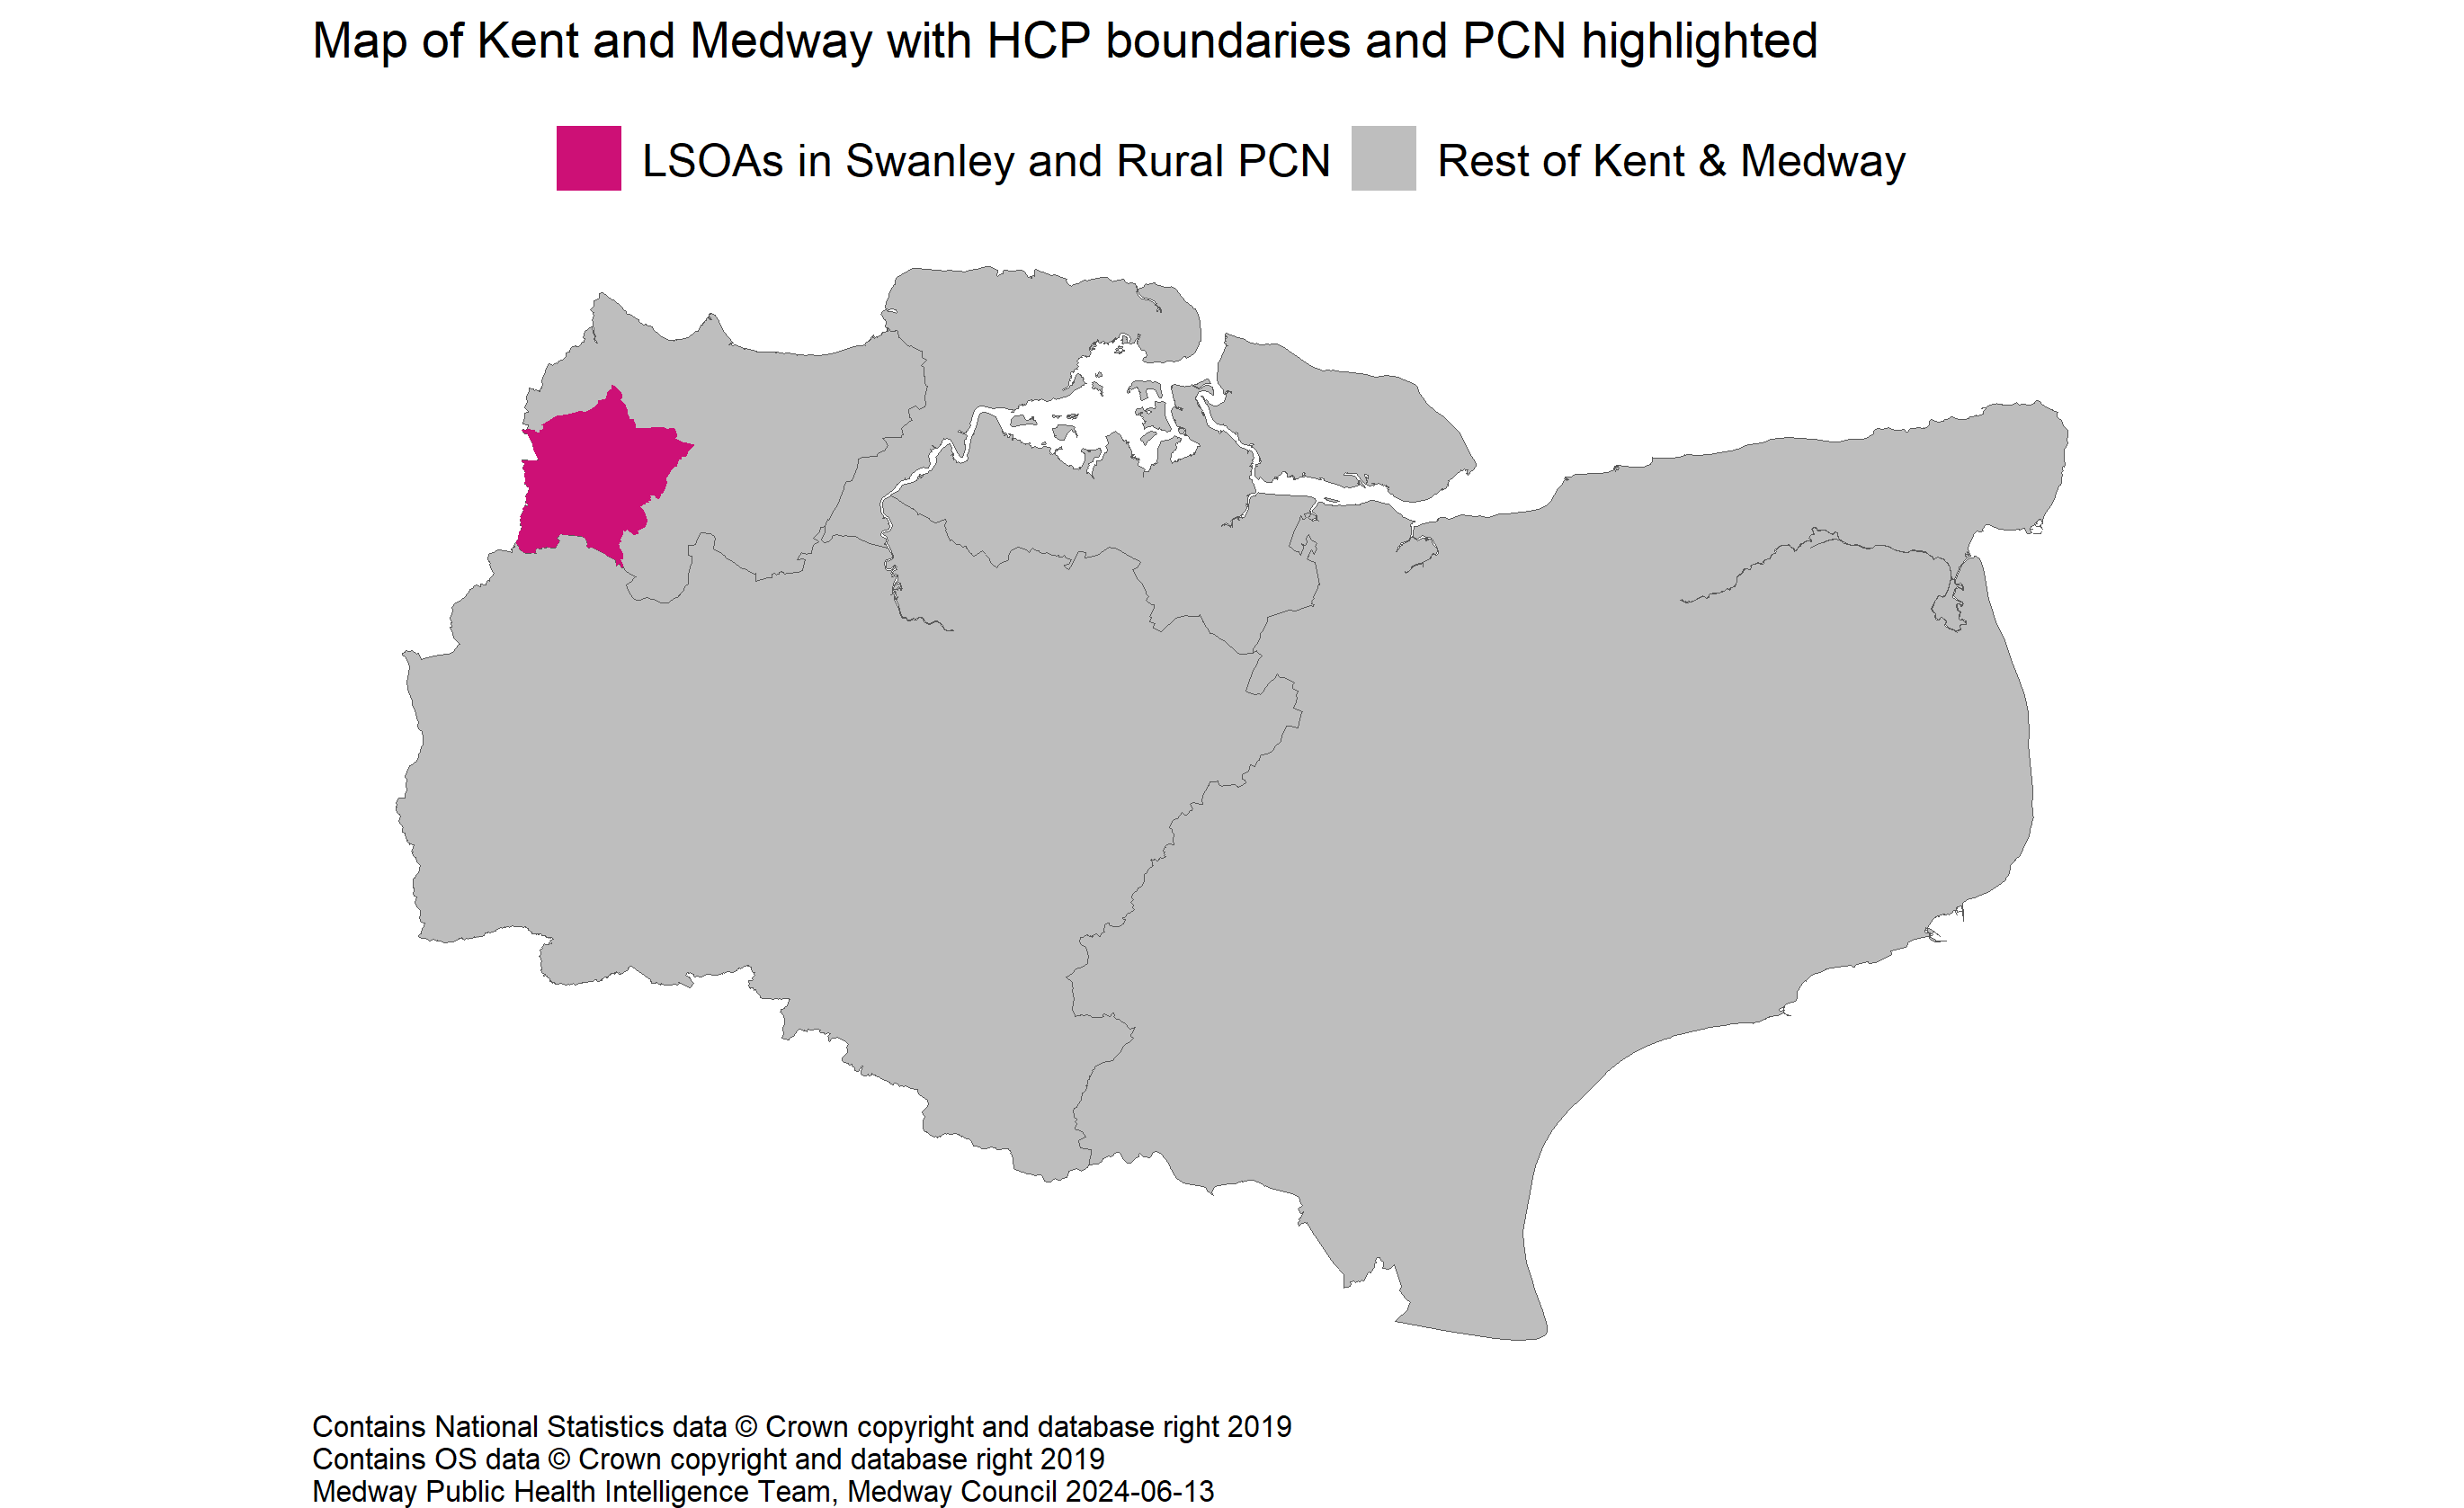 Map of Kent and Medway with HCP boundaries and PCN highlighted
LSOAs in Swanley and Rural PCN
Rest of Kent & Medway
Contains National Statistics data © Crown copyright and database right 2019
Contains OS data © Crown copyright and database right 2019
Medway Public Health Intelligence Team, Medway Council 2024-06-13